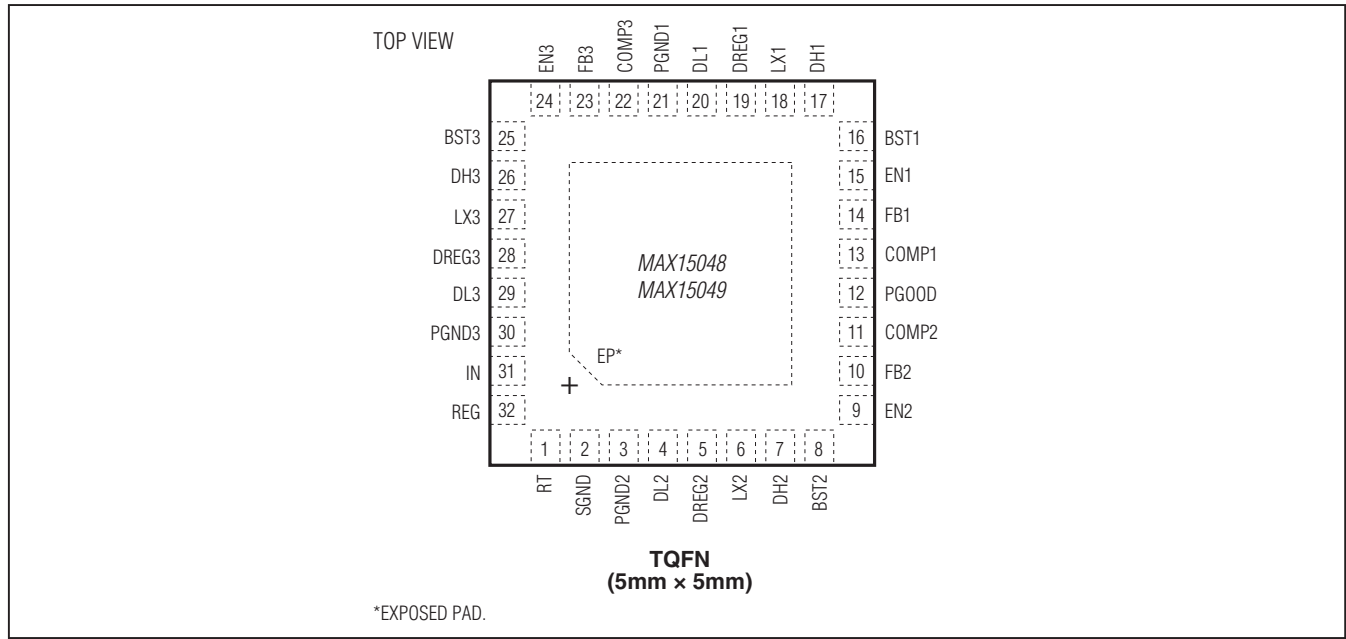 TOP VIEW
EN3 FB3 COMP3 PGND1 DL1 DREG1 LX1 DH1
24 23 22 21 20 19 18 17
BST3 25 16 BST1
DH3 26 15 EN1
LX3 27 14 FB1
DREG3 28 13 COMP1
MAX15048
MAX15049
DL3 29 12 PGOOD
PGND3 30 11 COMP2
EP*
IN 31 10 FB2
+
REG 32 9 EN2
1 2 3 4 5 6 7 8
RT SGND PGND2 DL2 DREG2 LX2 DH2 BST2
TQFN
(5mm × 5mm)
*EXPOSED PAD.